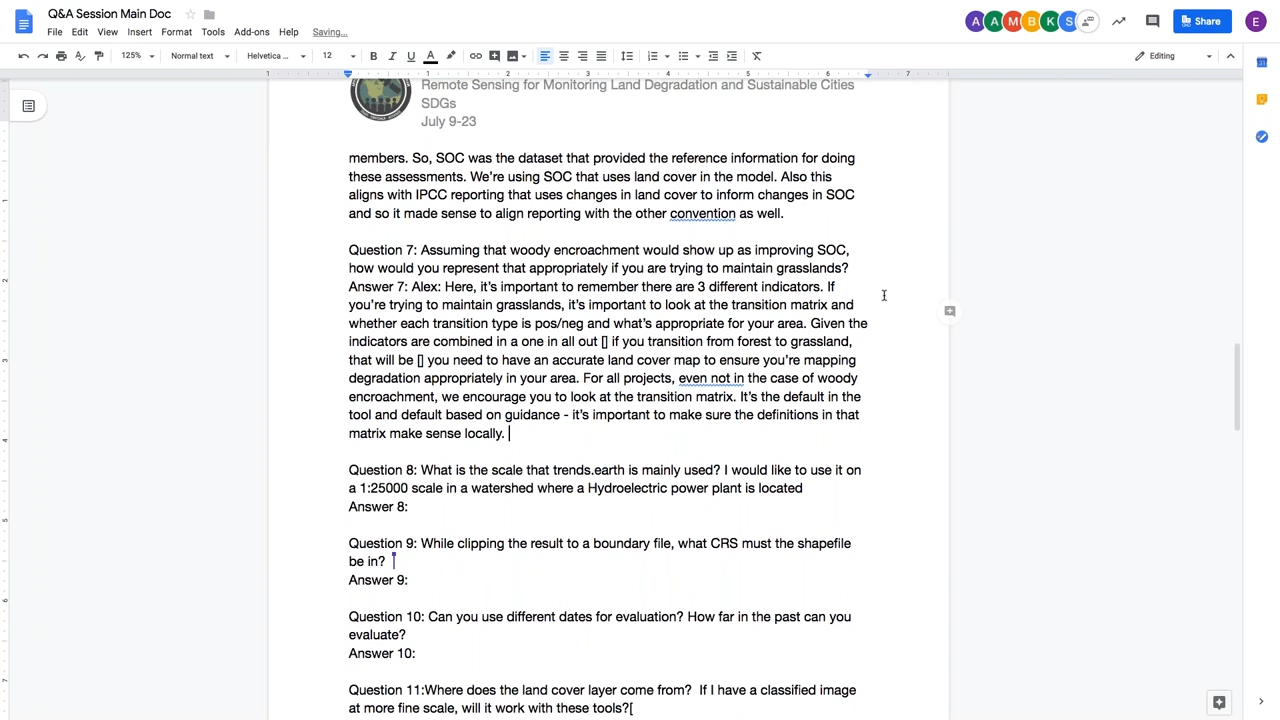 Q&A Session Main Doc
File Edit View Insert Format Tools Add-ons Help Saving...
A A M B K S Share E
125% Normal text Helvetica ... 12 B I U A Editing
1 1 2 3 4 5 6 7
Remote Sensing for Monitoring Land Degradation and Sustainable Cities
SDGs
July 9-23
members. So, SOC was the dataset that provided the reference information for doing
these assessments. We're using SOC that uses land cover in the model. Also this
aligns with IPCC reporting that uses changes in land cover to inform changes in SOC
and so it made sense to align reporting with the other convention as well.
Question 7: Assuming that woody encroachment would show up as improving SOC,
how would you represent that appropriately if you are trying to maintain grasslands?
Answer 7: Alex: Here, it's important to remember there are 3 different indicators. If
you're trying to maintain grasslands, it's important to look at the transition matrix and
whether each transition type is pos/neg and what's appropriate for your area. Given the
indicators are combined in a one in all out [] if you transition from forest to grassland,
that will be [] you need to have an accurate land cover map to ensure you're mapping
degradation appropriately in your area. For all projects, even not in the case of woody
encroachment, we encourage you to look at the transition matrix. It's the default in the
tool and default based on guidance - it's important to make sure the definitions in that
matrix make sense locally.
Question 8: What is the scale that trends.earth is mainly used? I would like to use it on
a 1:25000 scale in a watershed where a Hydroelectric power plant is located
Answer 8:
Question 9: While clipping the result to a boundary file, what CRS must the shapefile
be in?
Answer 9:
Question 10: Can you use different dates for evaluation? How far in the past can you
evaluate?
Answer 10:
Question 11:Where does the land cover layer come from?  If I have a classified image
at more fine scale, will it work with these tools?[